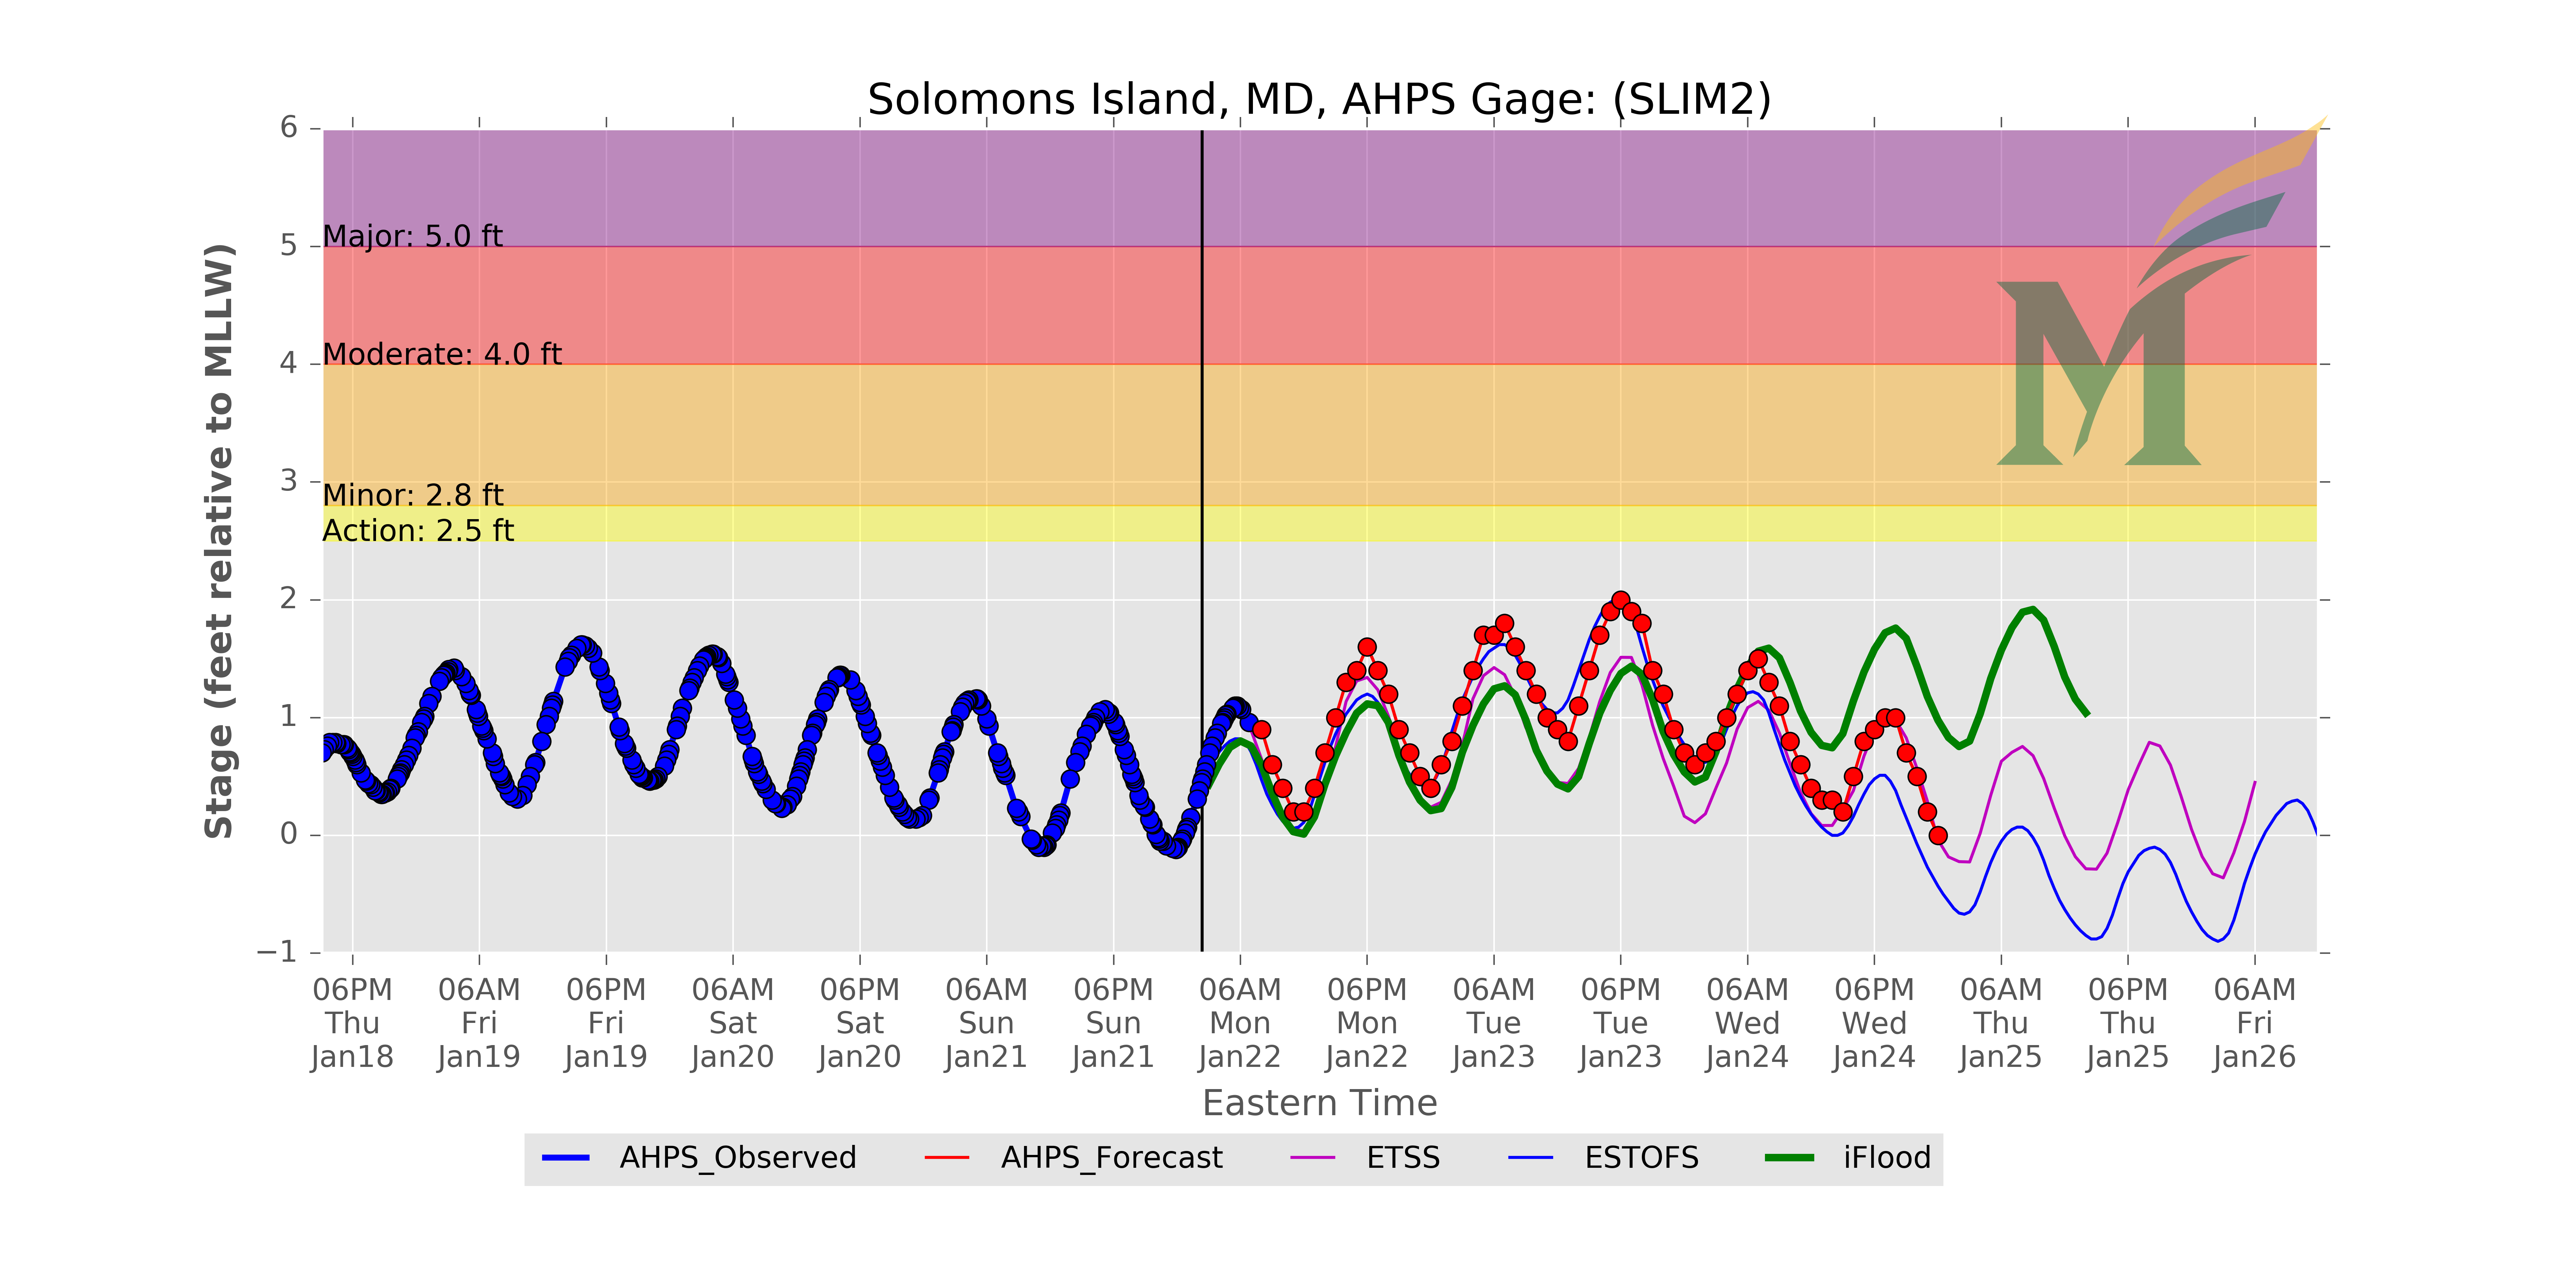 Solomons Island, MD, AHPS Gage: (SLIM2)
Stage (feet relative to MLLW)
6
5
4
3
2
1
0
−1
Major: 5.0 ft
Moderate: 4.0 ft
Minor: 2.8 ft
Action: 2.5 ft
M
06PM 06AM 06PM 06AM 06PM 06AM 06PM 06AM 06PM 06AM 06PM 06AM 06PM 06AM 06PM 06AM
Thu Fri Fri Sat Sat Sun Sun Mon Mon Tue Tue Wed Wed Thu Thu Fri
Jan18 Jan19 Jan19 Jan20 Jan20 Jan21 Jan21 Jan22 Jan22 Jan23 Jan23 Jan24 Jan24 Jan25 Jan25 Jan26
Eastern Time
AHPS_Observed AHPS_Forecast ETSS ESTOFS iFlood